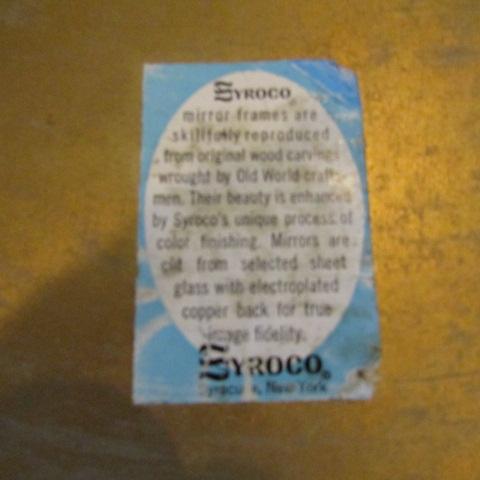 SYROCO
mirror frames are
skillfully reproduced
from original wood carvings
wrought by Old World crafts-
men. Their beauty is enhanced
by Syroco's unique process of
color finishing. Mirrors are
cut from selected sheet
glass with electroplated
copper back for true
image fidelity.
SYROCO®
Syracuse, New York